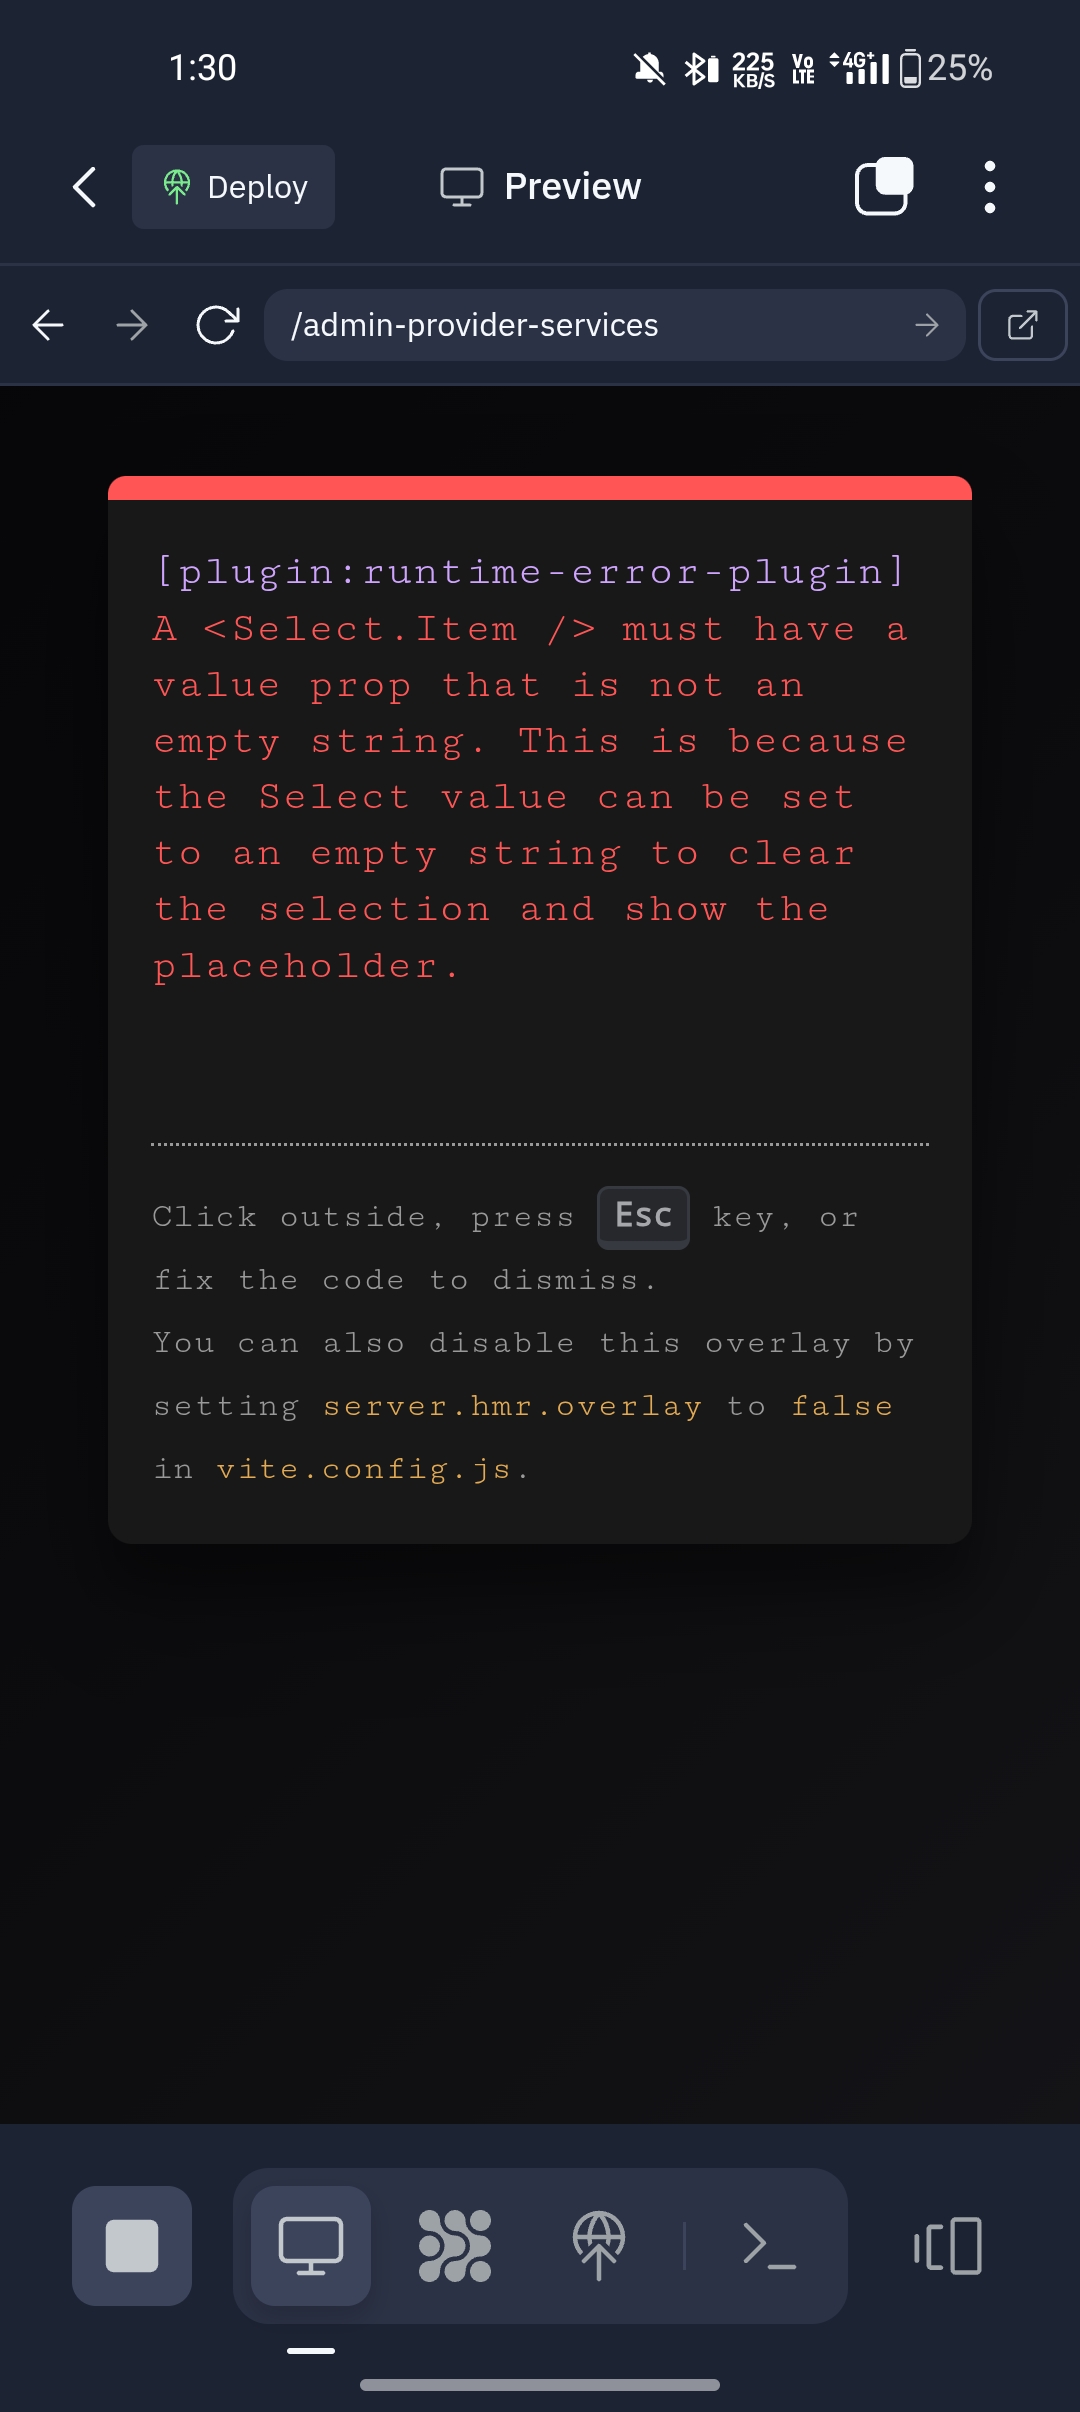 1:30
225 KB/S Vo LTE 4G+ 25%
Deploy
Preview
/admin-provider-services
[plugin:runtime-error-plugin]
A <Select.Item /> must have a
value prop that is not an
empty string. This is because
the Select value can be set
to an empty string to clear
the selection and show the
placeholder.
Click outside, press Esc key, or
fix the code to dismiss.
You can also disable this overlay by
setting server.hmr.overlay to false
in vite.config.js.